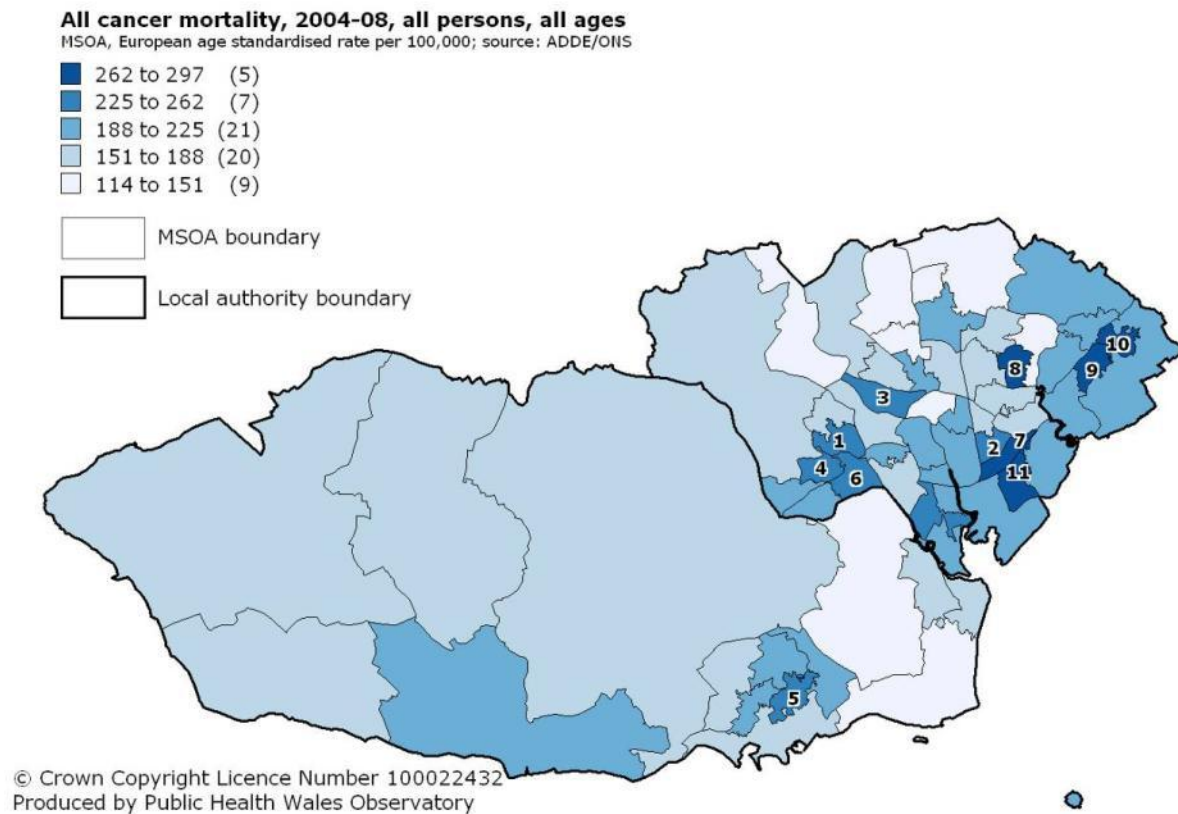 All cancer mortality, 2004-08, all persons, all ages
MSOA, European age standardised rate per 100,000; source: ADDE/ONS
262 to 297 (5)
225 to 262 (7)
188 to 225 (21)
151 to 188 (20)
114 to 151 (9)
MSOA boundary
Local authority boundary
10
8
9
3
1
2
7
4
6
11
5
© Crown Copyright Licence Number 100022432
Produced by Public Health Wales Observatory